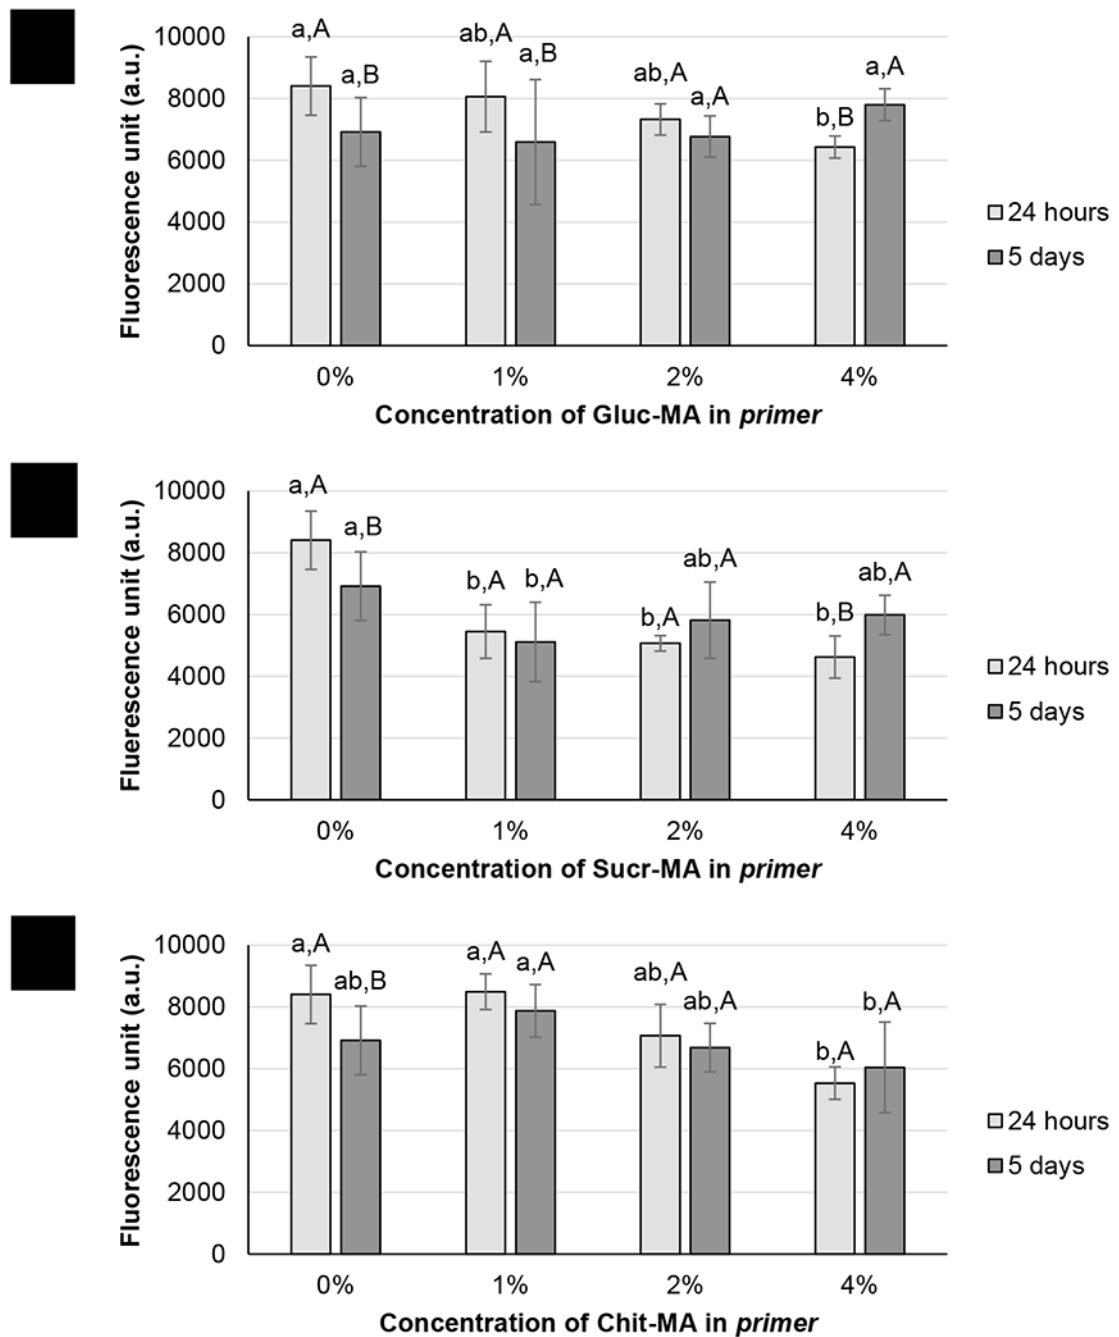 10000
8000
6000
4000
2000
0
Fluorescence unit (a.u.)
a,A
a,B
ab,A
a,B
ab,A
a,A
b,B
a,A
0%
1%
2%
4%
Concentration of Gluc-MA in primer
24 hours
5 days
10000
8000
6000
4000
2000
0
Fluerescence unit (a.u.)
a,A
a,B
b,A
b,A
b,A
ab,A
b,B
ab,A
0%
1%
2%
4%
Concentration of Sucr-MA in primer
24 hours
5 days
10000
8000
6000
4000
2000
0
Fluorescence unit (a.u.)
a,A
ab,B
a,A
a,A
ab,A
ab,A
b,A
b,A
0%
1%
2%
4%
Concentration of Chit-MA in primer
24 hours
5 days